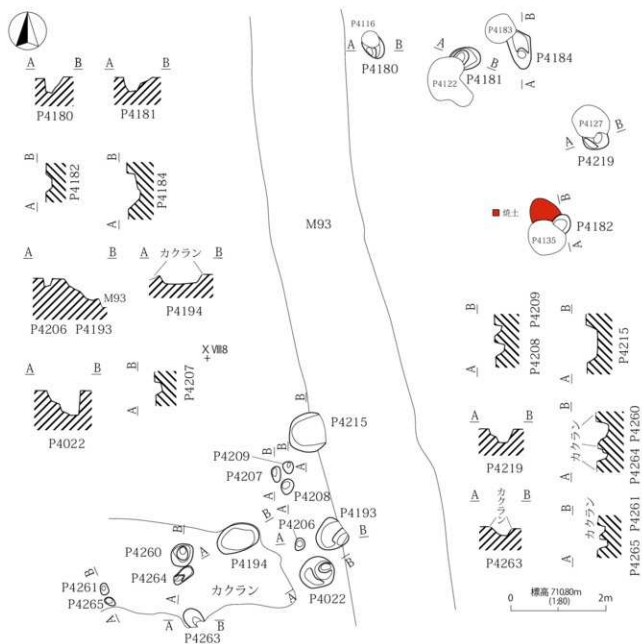 A B A B
P4180 P4181
B B
A P4182 A P4184
A B A カクラン B
M93
P4206 P4193 P4194
A B B X Ⅷ8
+
A P4207
P4022
P4116
A B
P4180
A B
P4122 P4181
P4183 B
P4184
A
P4127 B
A
P4219
■ 焼土 B
P4182
P4135 A
M93
B
P4215
P4209 B B
P4207 A
A A P4208
B P4206 P4193
A B
P4194 B
P4022
B
P4260 A
P4264 カクラン
A A
B
P4261
P4265
A A B
P4263
B P4209 B
P4208 P4215
A A
A B B P4260
カクラン P4264
P4219 A
A カクラン B B P4261
カクラン
A P4265
P4263
標高 710.80m
(1:80)
0 2m